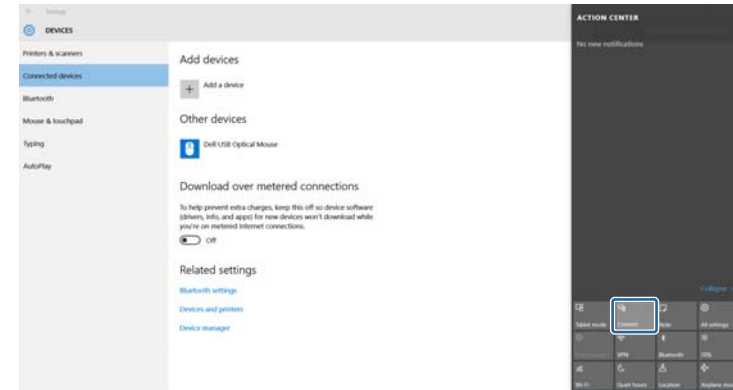 Settings
DEVICES
Printers & scanners
Connected devices
Bluetooth
Mouse & touchpad
Typing
AutoPlay
Add devices
Add a device
Other devices
Dell USB Optical Mouse
Download over metered connections
To help prevent extra charges, keep this off so device software
(drivers, info, and apps) for new devices won't download while
you're on metered Internet connections.
Off
Related settings
Bluetooth settings
Devices and printers
Device manager
ACTION CENTER
No new notifications
Collapse
Tablet mode
Connect
Note
All settings
VPN
Bluetooth
70%
Wi-Fi
Quiet hours
Location
Airplane mode